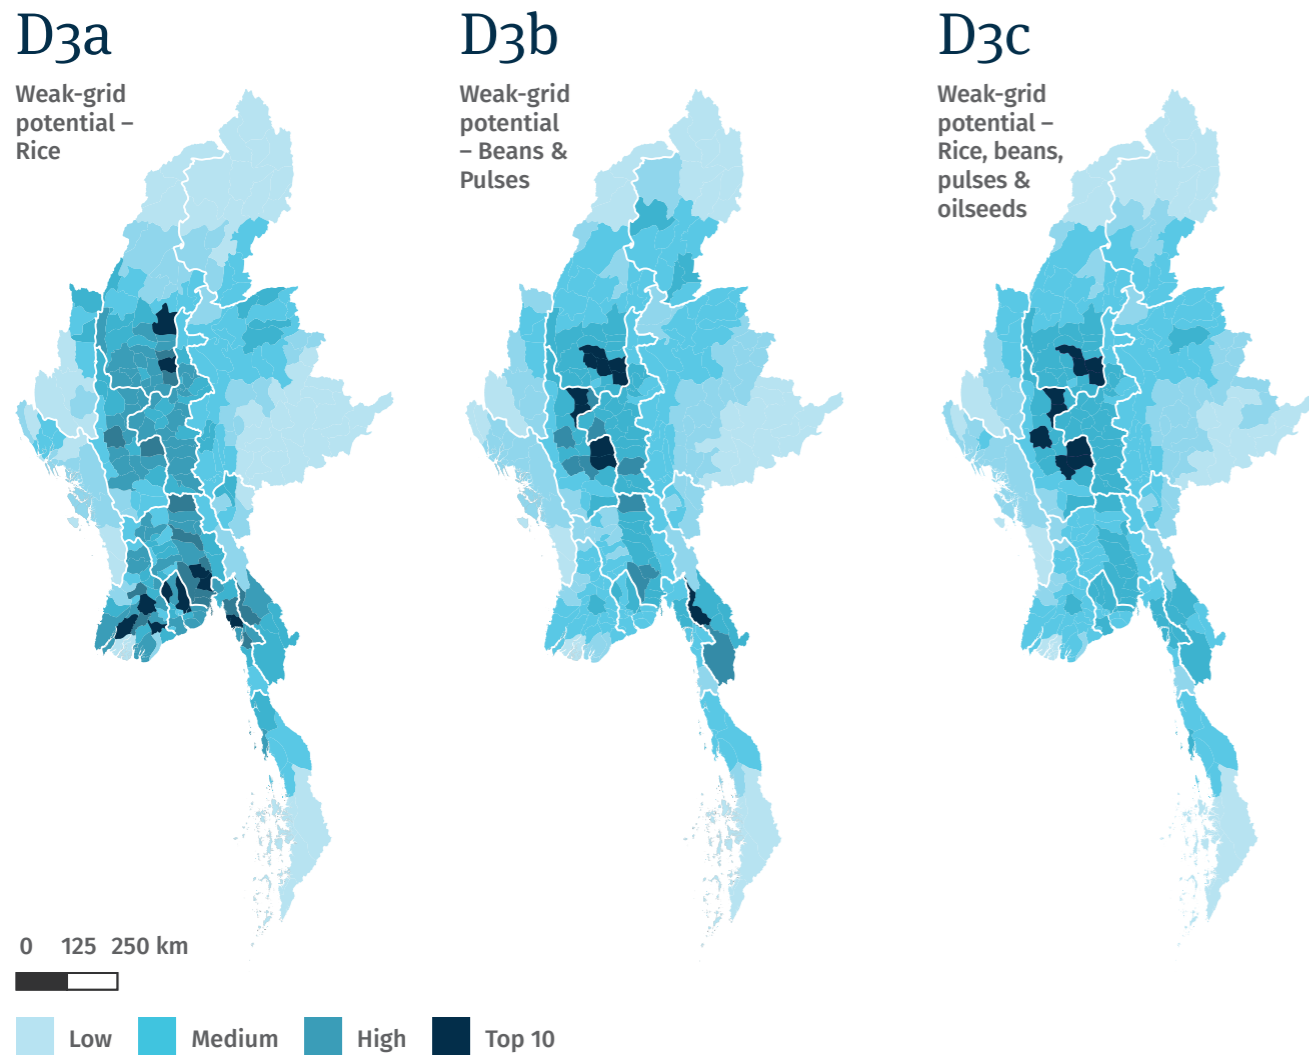 D3a
Weak-grid
potential –
Rice
D3b
Weak-grid
potential
– Beans &
Pulses
D3c
Weak-grid
potential –
Rice, beans,
pulses &
oilseeds
0 125 250 km
Low Medium High Top 10